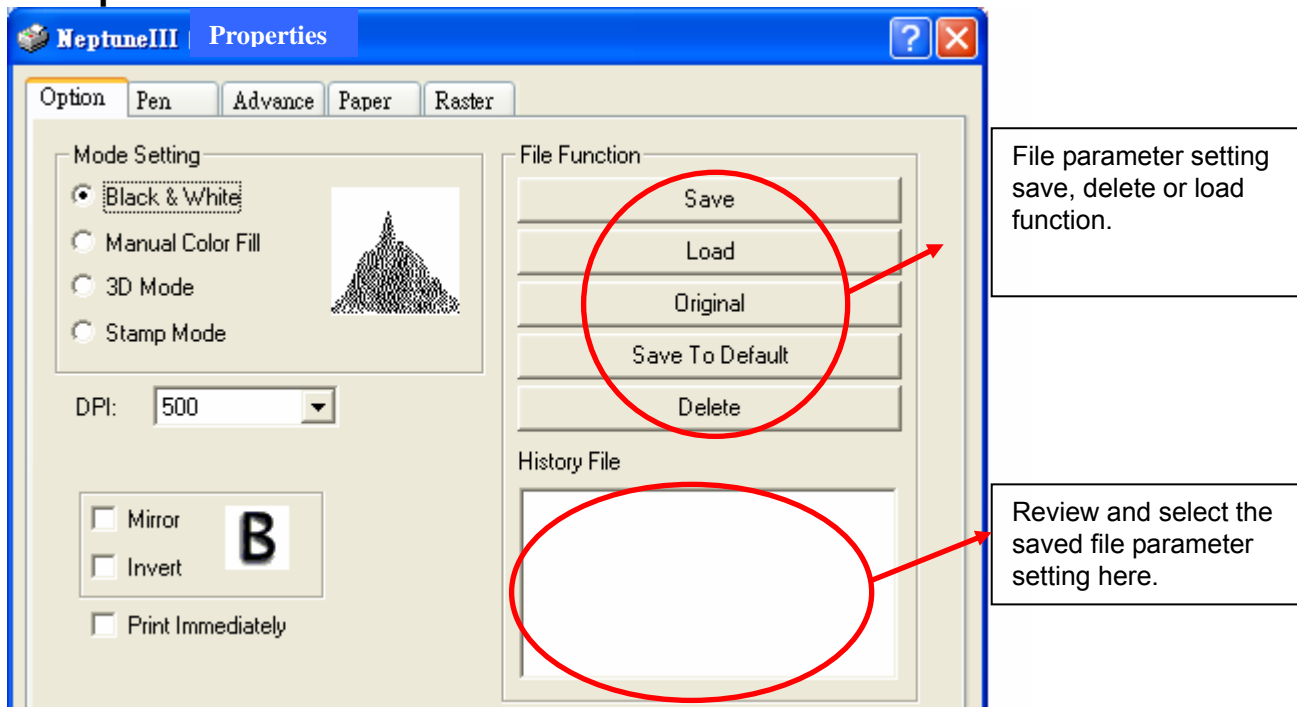 NeptuneIII Properties
Option Pen Advance Paper Raster
Mode Setting
Black & White
Manual Color Fill
3D Mode
Stamp Mode
DPI: 500
Mirror
Invert
B
Print Immediately
File Function
Save
Load
Original
Save To Default
Delete
History File
File parameter setting
save, delete or load
function.
Review and select the
saved file parameter
setting here.